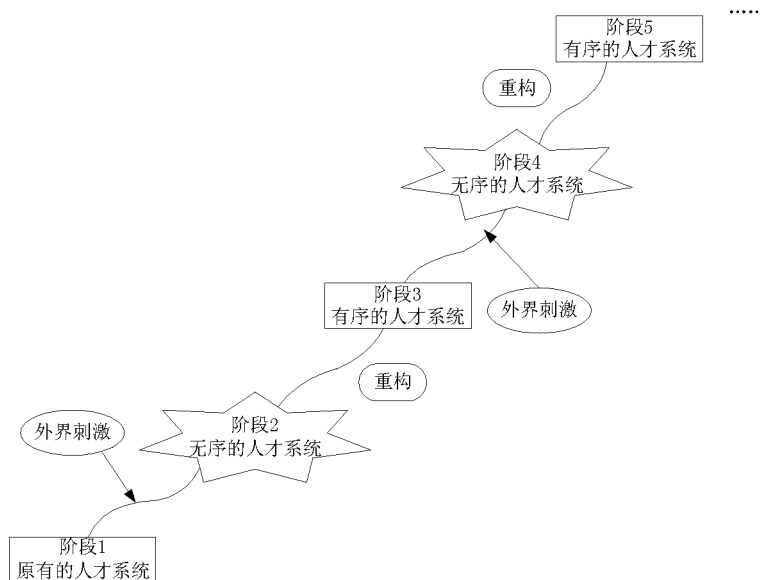 .....
阶段5
有序的人才系统
重构
阶段4
无序的人才系统
阶段3
有序的人才系统
外界刺激
重构
阶段2
无序的人才系统
外界刺激
阶段1
原有的人才系统